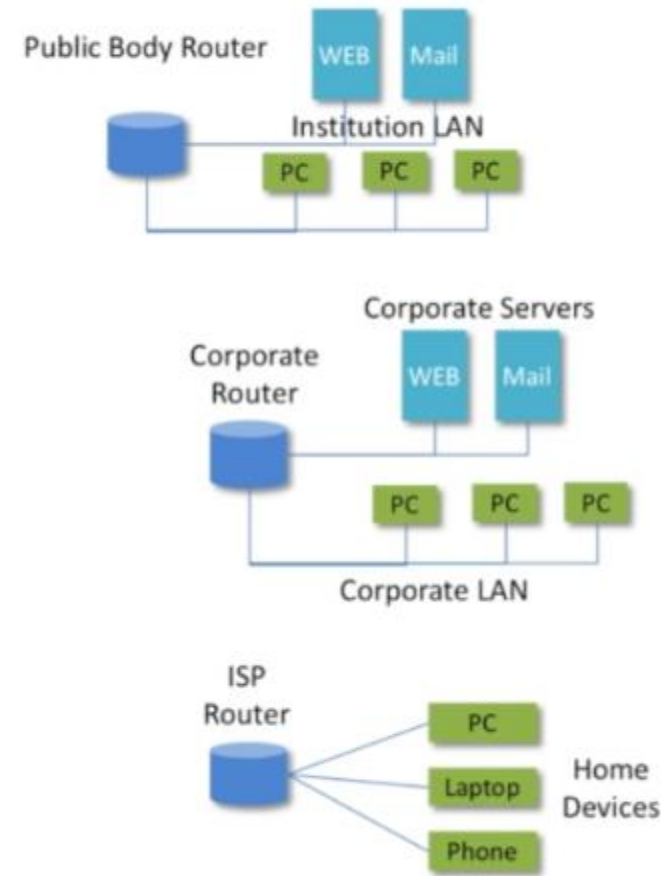 Public Body Router
WEB
Mail
Institution LAN
PC
PC
PC
Corporate Servers
Corporate
Router
WEB
Mail
PC
PC
PC
Corporate LAN
ISP
Router
PC
Laptop
Phone
Home
Devices